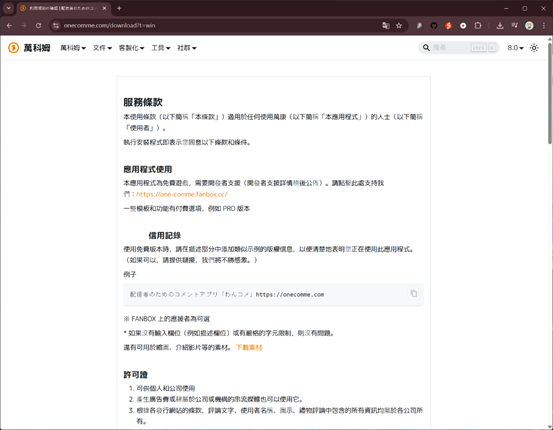 利用規約の確認 | 配信者のためのコメ
onecomme.com/download?t=win
萬科姆
萬科姆 文件 客製化 工具 社群
搜尋 ctrl K
8.0
服務條款
本使用條款（以下簡稱「本條款」）適用於任何使用萬康（以下簡稱「本應用程式」）的人士（以下簡稱
「使用者」）。
執行安裝程式即表示您同意以下條款和條件。
應用程式使用
本應用程式為免費遊戲，需要開發者支援（開發者支援詳情稍後公佈）。請點擊此處支持我
們：https://one-comme.fanbox.cc/
一些模板和功能有付費選項，例如 PRO 版本
信用記錄
使用免費版本時，請在描述部分中添加類似示例的版權信息，以便清楚地表明您正在使用此應用程式。
（如果可以，請提供鏈接，我們將不勝感激。）
例子
配信者のためのコメントアプリ「わんコメ」https://onecomme.com
※ FANBOX 上的應援者為可選
* 如果沒有輸入欄位（例如描述欄位）或有嚴格的字元限制，則沒有問題。
還有可用於縮圖、介紹影片等的素材。 下載素材
許可證
1. 可供個人和公司使用
2. 產生廣告費或隸屬於公司或機構的串流媒體也可以使用它。
3. 根據各發行網站的條款，評論文字、使用者名稱、圖示、禮物評論中包含的所有資訊均屬於各公司所
有。